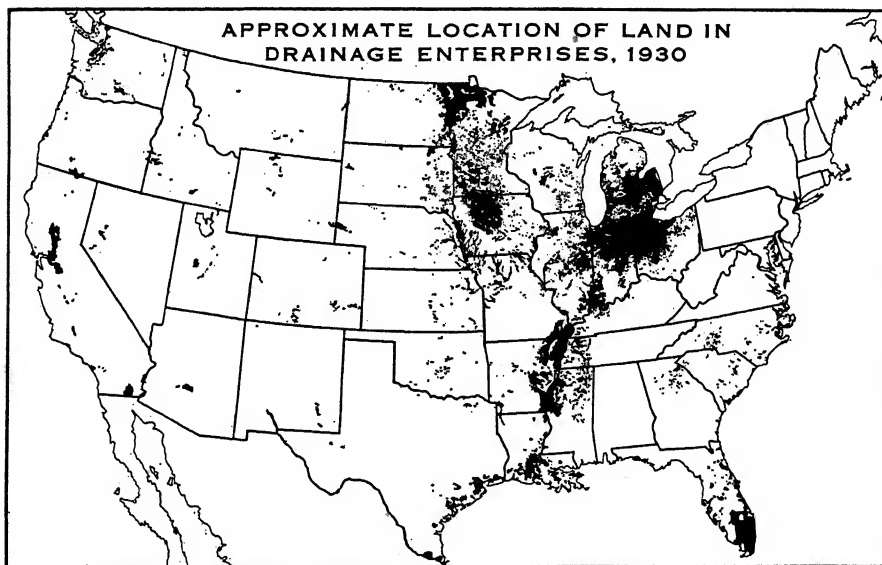 APPROXIMATE LOCATION OF LAND IN
DRAINAGE ENTERPRISES, 1930